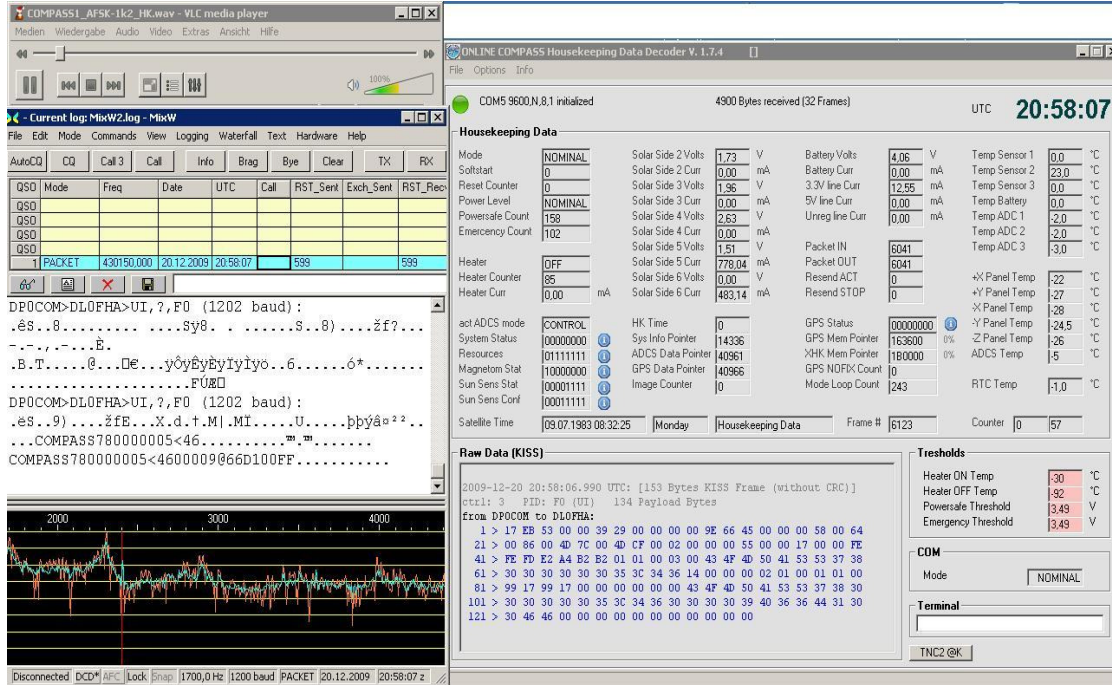 COMPASS1_AFSK-1k2_HK.wav - VLC media player
Medien Wiedergabe Audio Video Extras Ansicht Hilfe
100%
- Current log: MixW2.log - MixW
File Edit Mode Commands View Logging Waterfall Text Hardware Help
AutoCQ CQ Call 3 Call Info Brag Bye Clear TX RX
QSO Mode Freq Date UTC Call RST_Sent Exch_Sent RST_Recv
QSO
QSO
QSO
QSO
1 PACKET 430150,000 20.12.2009 20:58:07 599 599
DP0COM>DL0FHA>UI,?,F0 (1202 baud):
.êS..8......... ....Sÿ8. . ......S..8)....žf?...
-.-.,.-...È.
.B.T.....@...□€...ÿÔÿÊÿÈÿÏÿÌÿö..6......ó*.......
.......................FÚÆ□
DP0COM>DL0FHA>UI,?,F0 (1202 baud):
.ëS..9)....žfE...X.d.†.M|.MÏ.....U.....þþýâ¤²²..
...COMPASS780000005<46..........™.™.......
COMPASS780000005<4600009@66D100FF...........
2000 3000 4000
Disconnected DCD* AFC Lock Snap 1700,0 Hz 1200 baud PACKET 20.12.2009 20:58:07 z
ONLINE COMPASS Housekeeping Data Decoder V. 1.7.4 []
File Options Info
COM5 9600,N,8,1 initialized 4900 Bytes received (32 Frames) UTC 20:58:07
Housekeeping Data
Mode NOMINAL Solar Side 2 Volts 1,73 V Battery Volts 4,06 V Temp Sensor 1 0,0 °C
Softstart 0 Solar Side 2 Curr 0,00 mA Battery Curr 0,00 mA Temp Sensor 2 23,0 °C
Reset Counter 0 Solar Side 3 Volts 1,96 V 3.3V line Curr 12,55 mA Temp Sensor 3 0,0 °C
Power Level NOMINAL Solar Side 3 Curr 0,00 mA 5V line Curr 0,00 mA Temp Battery 0,0 °C
Powersafe Count 158 Solar Side 4 Volts 2,63 V Unreg line Curr 0,00 mA Temp ADC 1 -2,0 °C
Emercency Count 102 Solar Side 4 Curr 0,00 mA Temp ADC 2 -2,0 °C
Solar Side 5 Volts 1,51 V Packet IN 6041 Temp ADC 3 -3,0 °C
Heater OFF Solar Side 5 Curr 778,04 mA Packet OUT 6041
Heater Counter 85 Solar Side 6 Volts 0,00 V Resend ACT 0 +X Panel Temp -22 °C
Heater Curr 0,00 mA Solar Side 6 Curr 483,14 mA Resend STOP 0 +Y Panel Temp -27 °C
-X Panel Temp -28 °C
act ADCS mode CONTROL HK Time 0 GPS Status 00000000 -Y Panel Temp -24,5 °C
System Status 00000000 Sys Info Pointer 14336 GPS Mem Pointer 163600 0% -Z Panel Temp -26 °C
Resources 01111111 ADCS Data Pointer 40961 XHK Mem Pointer 1B0000 0% ADCS Temp -5 °C
Magnetom Stat 10000000 GPS Data Pointer 40966 GPS NOFIX Count 0
Sun Sens Stat 00001111 Image Counter 0 Mode Loop Count 243 RTC Temp -1,0 °C
Sun Sens Conf 00011111
Satellite Time 09.07.1983 08:32:25 Monday Housekeeping Data Frame # 6123 Counter 0 57
Raw Data (KISS)
2009-12-20 20:58:06.990 UTC: [153 Bytes KISS Frame (without CRC)]
ctrl: 3 PID: F0 (UI) 134 Payload Bytes
from DP0COM to DL0FHA:
1 > 17 EB 53 00 00 39 29 00 00 00 00 9E 66 45 00 00 00 58 00 64
21 > 00 86 00 4D 7C 00 4D CF 00 02 00 00 00 55 00 00 17 00 00 FE
41 > FE FD E2 A4 B2 B2 01 01 00 03 00 43 4F 4D 50 41 53 53 37 38
61 > 30 30 30 30 30 30 35 3C 34 36 14 00 00 00 02 01 00 01 01 00
81 > 99 17 99 17 00 00 00 00 00 00 00 43 4F 4D 50 41 53 53 37 38 30
101 > 30 30 30 30 35 3C 34 36 30 30 30 30 39 40 36 36 44 31 30
121 > 30 46 46 00 00 00 00 00 00 00 00 00 00 00
Tresholds
Heater ON Temp -30 °C
Heater OFF Temp -92 °C
Powersafe Threshold 3,49 V
Emergency Threshold 3,49 V
COM
Mode NOMINAL
Terminal
TNC2 @K